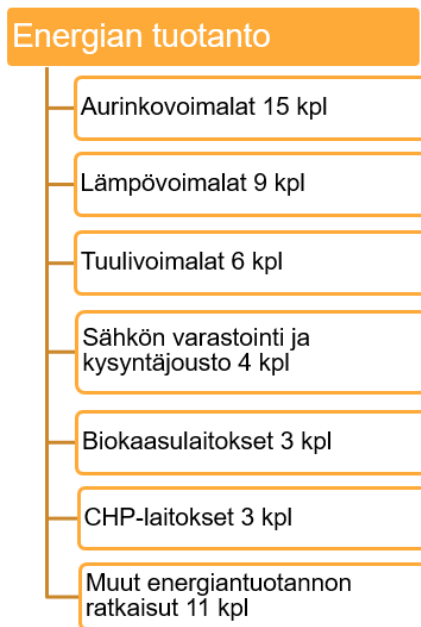 Energian tuotanto
Aurinkovoimalat 15 kpl
Lämpövoimalat 9 kpl
Tuulivoimalat 6 kpl
Sähkön varastointi ja
kysyntäjousto 4 kpl
Biokaasulaitokset 3 kpl
CHP-laitokset 3 kpl
Muut energiantuotannon
ratkaisut 11 kpl